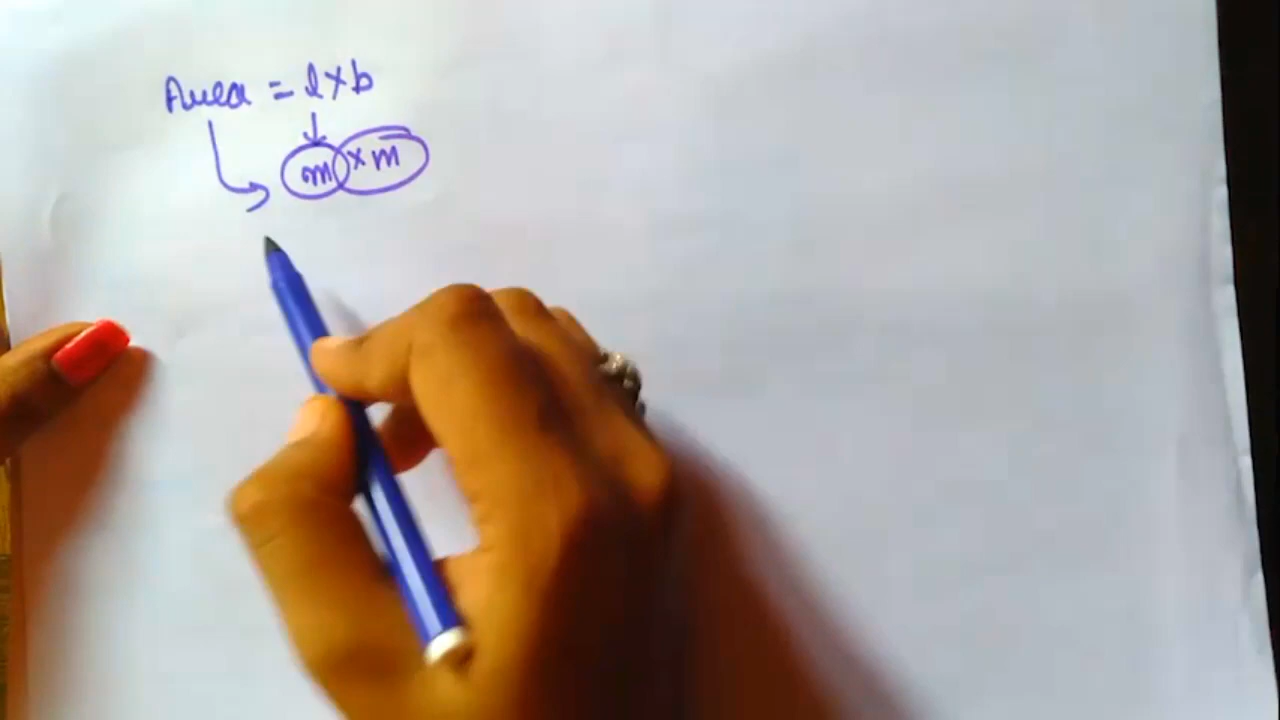 Area = l×b
m × m